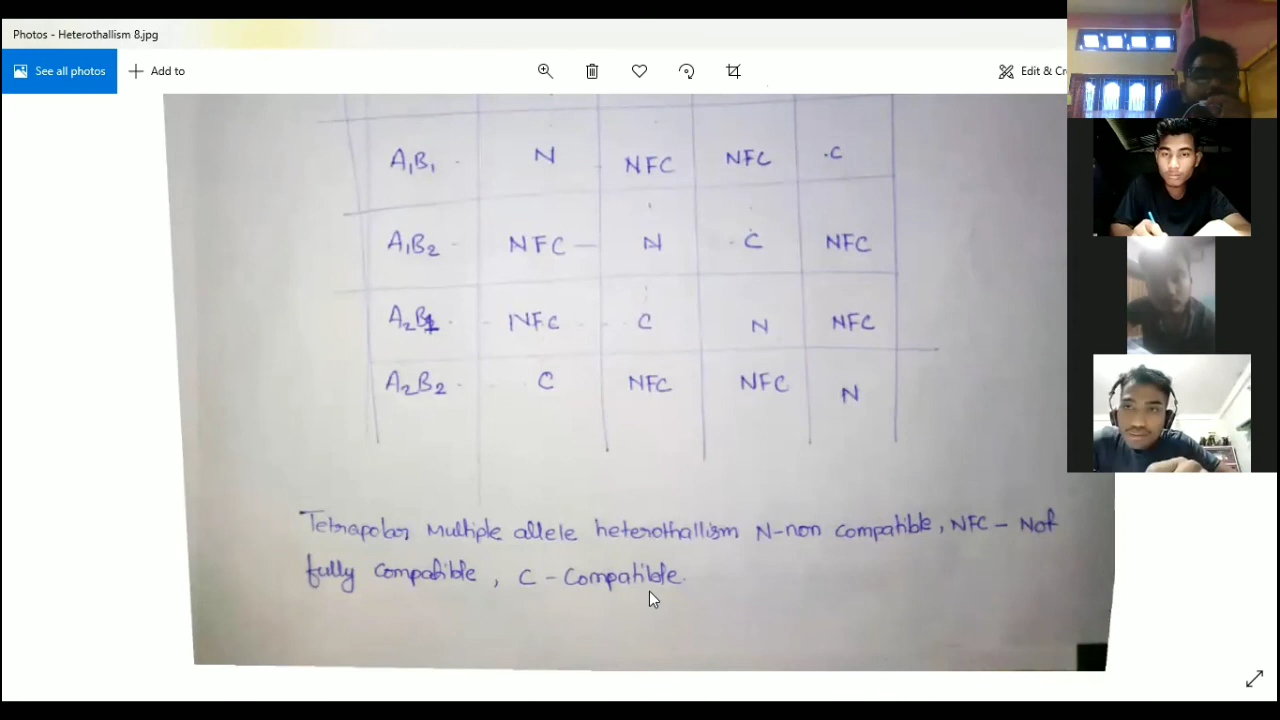 Photos - Heterothallism 8.jpg
See all photos
Add to
Edit & Cr
A₁B₁ N NFC NFC C
A₁B₂ NFC N C NFC
A₂B₁ NFC C N NFC
A₂B₂ C NFC NFC N
Tetrapolar Multiple allele heterothallism N-non compatible, NFC - Not
fully compatible, C - Compatible.